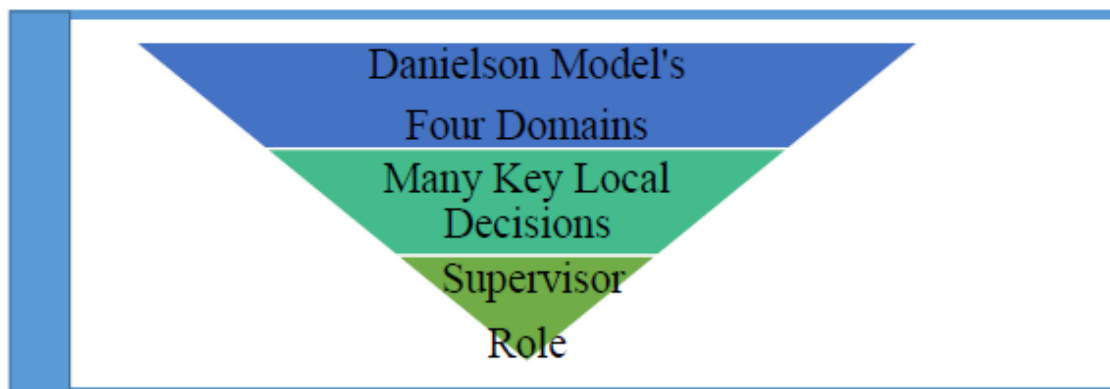 Danielson Model's
Four Domains
Many Key Local
Decisions
Supervisor
Role